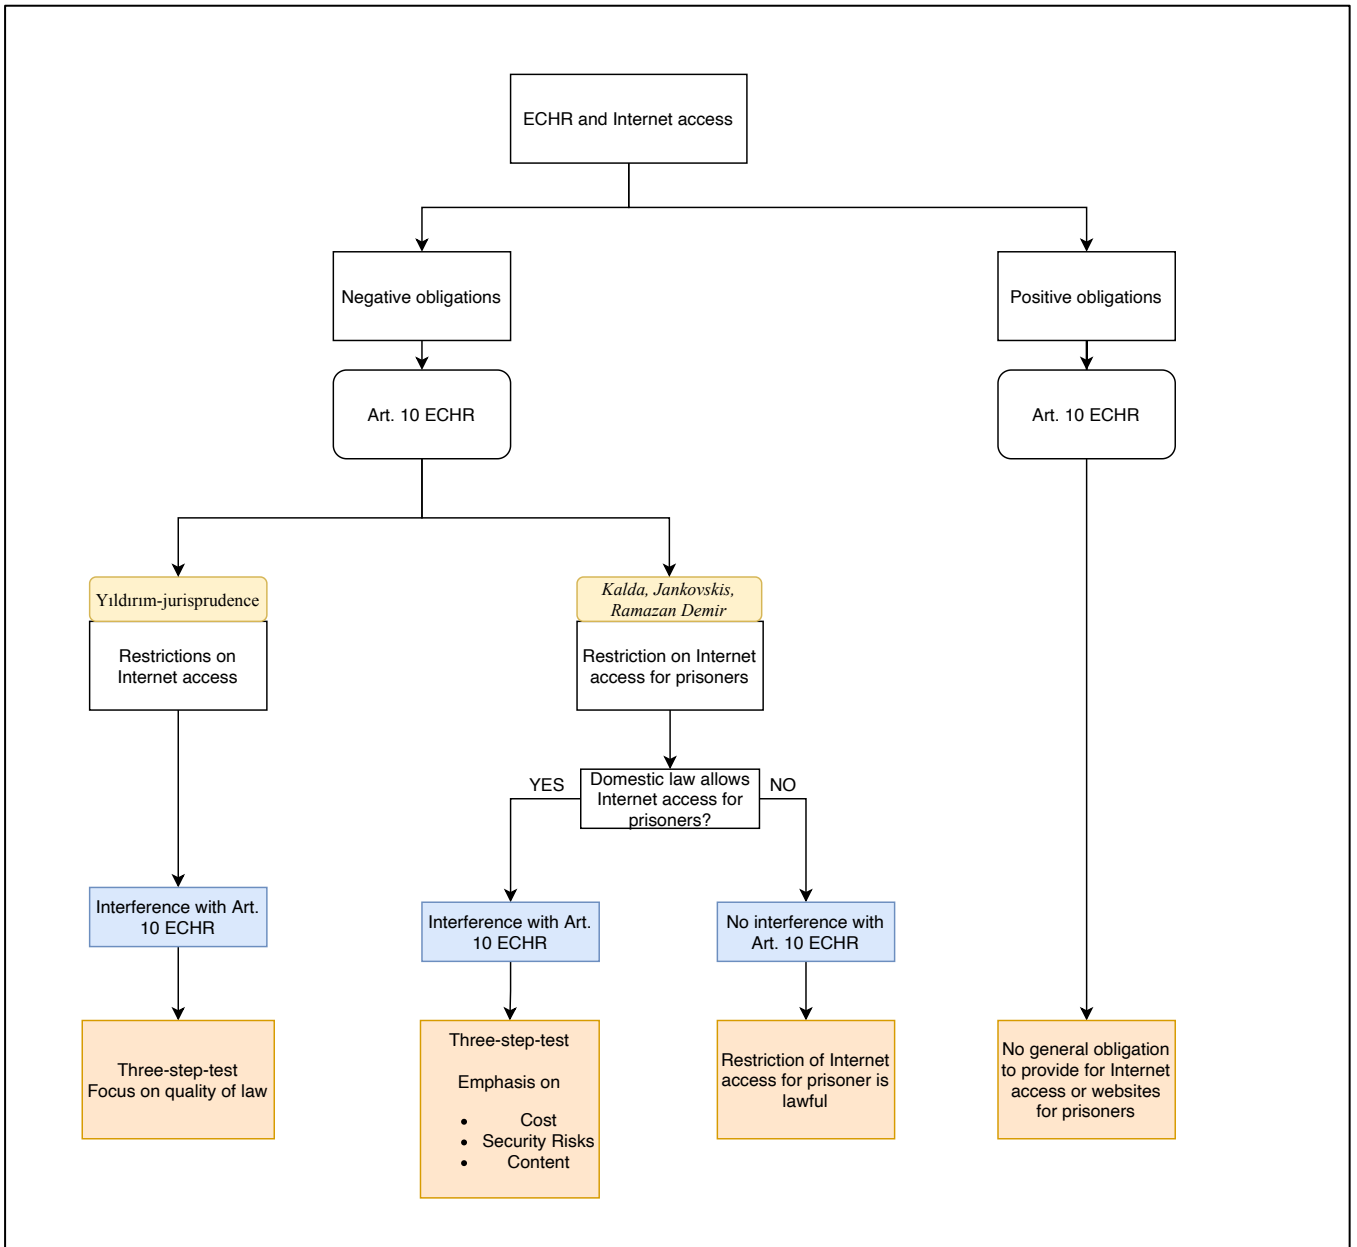 ECHR and Internet access
Negative obligations
Positive obligations
Art. 10 ECHR
Art. 10 ECHR
Yıldırım-jurisprudence
Restrictions on
Internet access
Kalda, Jankovskis,
Ramazan Demir
Restriction on Internet
access for prisoners
YES
Domestic law allows
Internet access for
prisoners?
NO
Interference with Art.
10 ECHR
Interference with Art.
10 ECHR
No interference with
Art. 10 ECHR
Three-step-test
Focus on quality of law
Three-step-test
Emphasis on
• Cost
• Security Risks
• Content
Restriction of Internet
access for prisoner is
lawful
No general obligation
to provide for Internet
access or websites
for prisoners